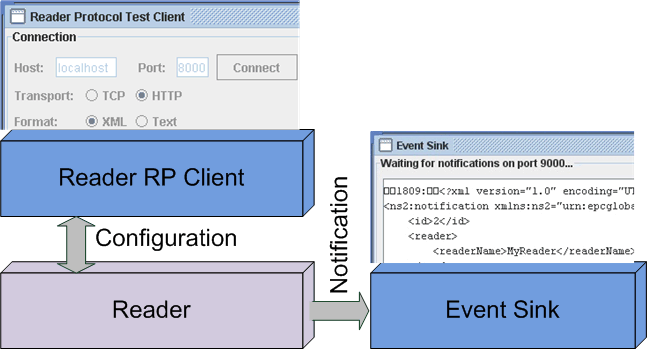 Reader Protocol Test Client
Connection
Host: localhost Port: 8000 Connect
Transport: TCP HTTP
Format: XML Text
Reader RP Client
Configuration
Reader
Notification
Event Sink
Waiting for notifications on port 9000...
1809:<?xml version="1.0" encoding="UT
<ns2:notification xmlns:ns2="urn:epcgloba
<id>2</id>
<reader>
<readerName>MyReader</readerName>
Event Sink